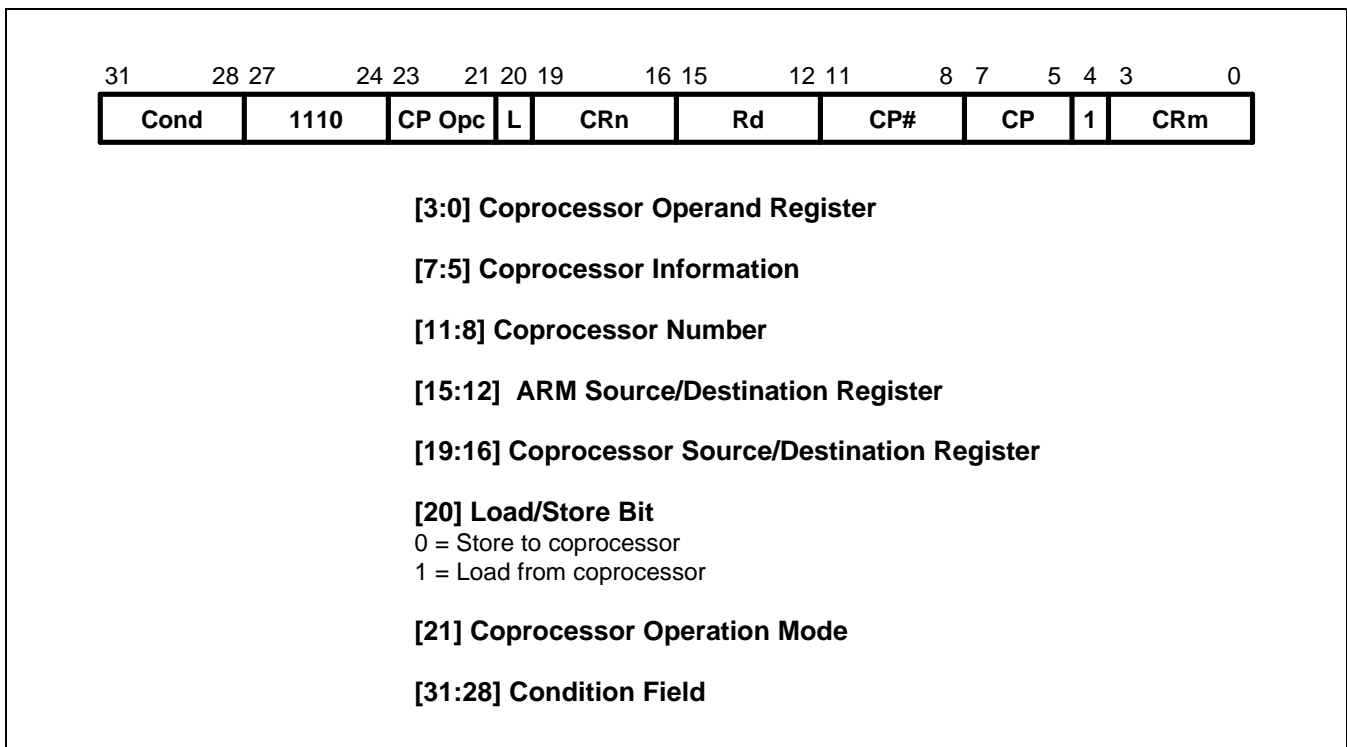 31 28 27 24 23 21 20 19 16 15 12 11 8 7 5 4 3 0
Cond 1110 CP Opc L CRn Rd CP# CP 1 CRm
[3:0] Coprocessor Operand Register
[7:5] Coprocessor Information
[11:8] Coprocessor Number
[15:12] ARM Source/Destination Register
[19:16] Coprocessor Source/Destination Register
[20] Load/Store Bit
0 = Store to coprocessor
1 = Load from coprocessor
[21] Coprocessor Operation Mode
[31:28] Condition Field